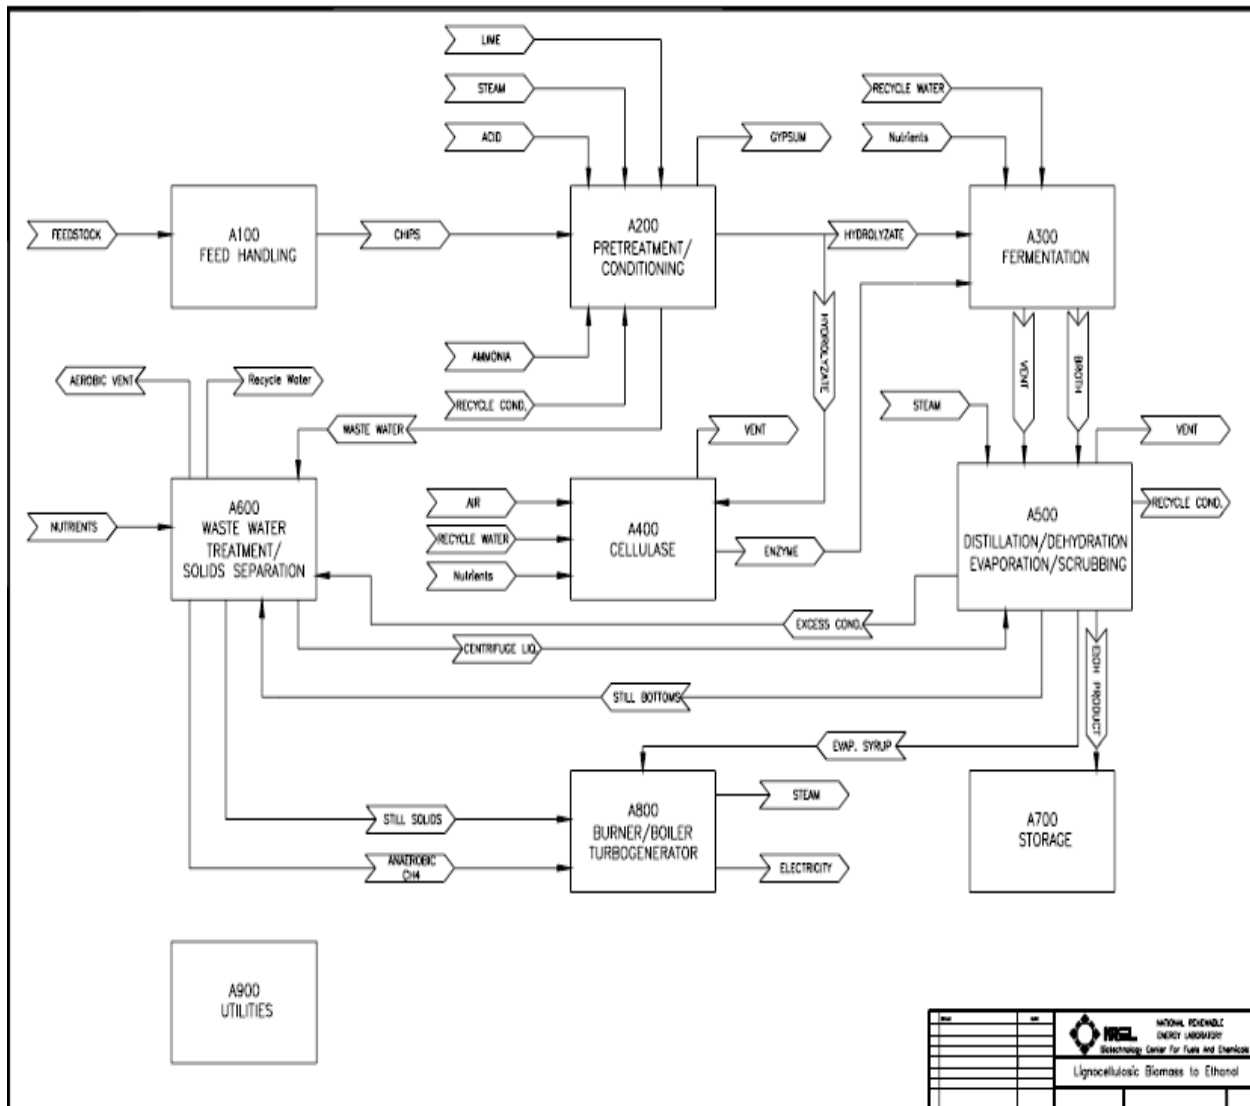 LIME
STEAM
ACID
GYPSUM
RECYCLE WATER
Nutrients
FEEDSTOCK
A100
FEED HANDLING
CHIPS
A200
PRETREATMENT/
CONDITIONING
HYDROLYZATE
A300
FERMENTATION
HYDROLYZATE
AMMONIA
RECYCLE COND.
VENT
BROTH
AEROBIC VENT
Recycle Water
WASTE WATER
VENT
STEAM
VENT
RECYCLE COND.
NUTRIENTS
A600
WASTE WATER
TREATMENT/
SOLIDS SEPARATION
AIR
RECYCLE WATER
Nutrients
A400
CELLULASE
ENZYME
A500
DISTILLATION/DEHYDRATION
EVAPORATION/SCRUBBING
EXCESS COND.
CENTRIFUGE LIQ.
STILL BOTTOMS
EtOH PRODUCT
EVAP. SYRUP
STILL SOLIDS
ANAEROBIC
CH4
A800
BURNER/BOILER
TURBOGENERATOR
STEAM
ELECTRICITY
A700
STORAGE
A900
UTILITIES
NREL
NATIONAL RENEWABLE
ENERGY LABORATORY
Biotechnology Center For Fuels And Chemicals
Lignocellulosic Biomass to Ethanol